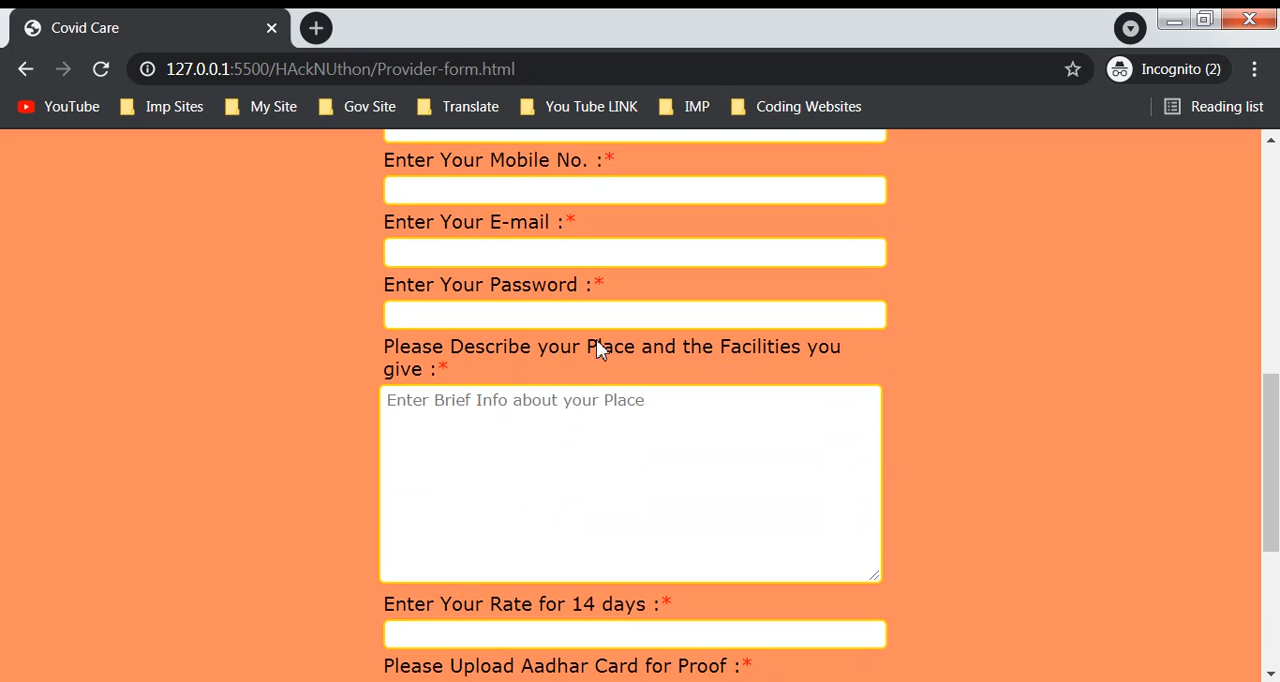 Covid Care
127.0.0.1:5500/HAckNUthon/Provider-form.html
Incognito (2)
YouTube
Imp Sites
My Site
Gov Site
Translate
You Tube LINK
IMP
Coding Websites
Reading list
Enter Your Mobile No. :*
Enter Your E-mail :*
Enter Your Password :*
Please Describe your Place and the Facilities you
give :*
Enter Brief Info about your Place
Enter Your Rate for 14 days :*
Please Upload Aadhar Card for Proof :*